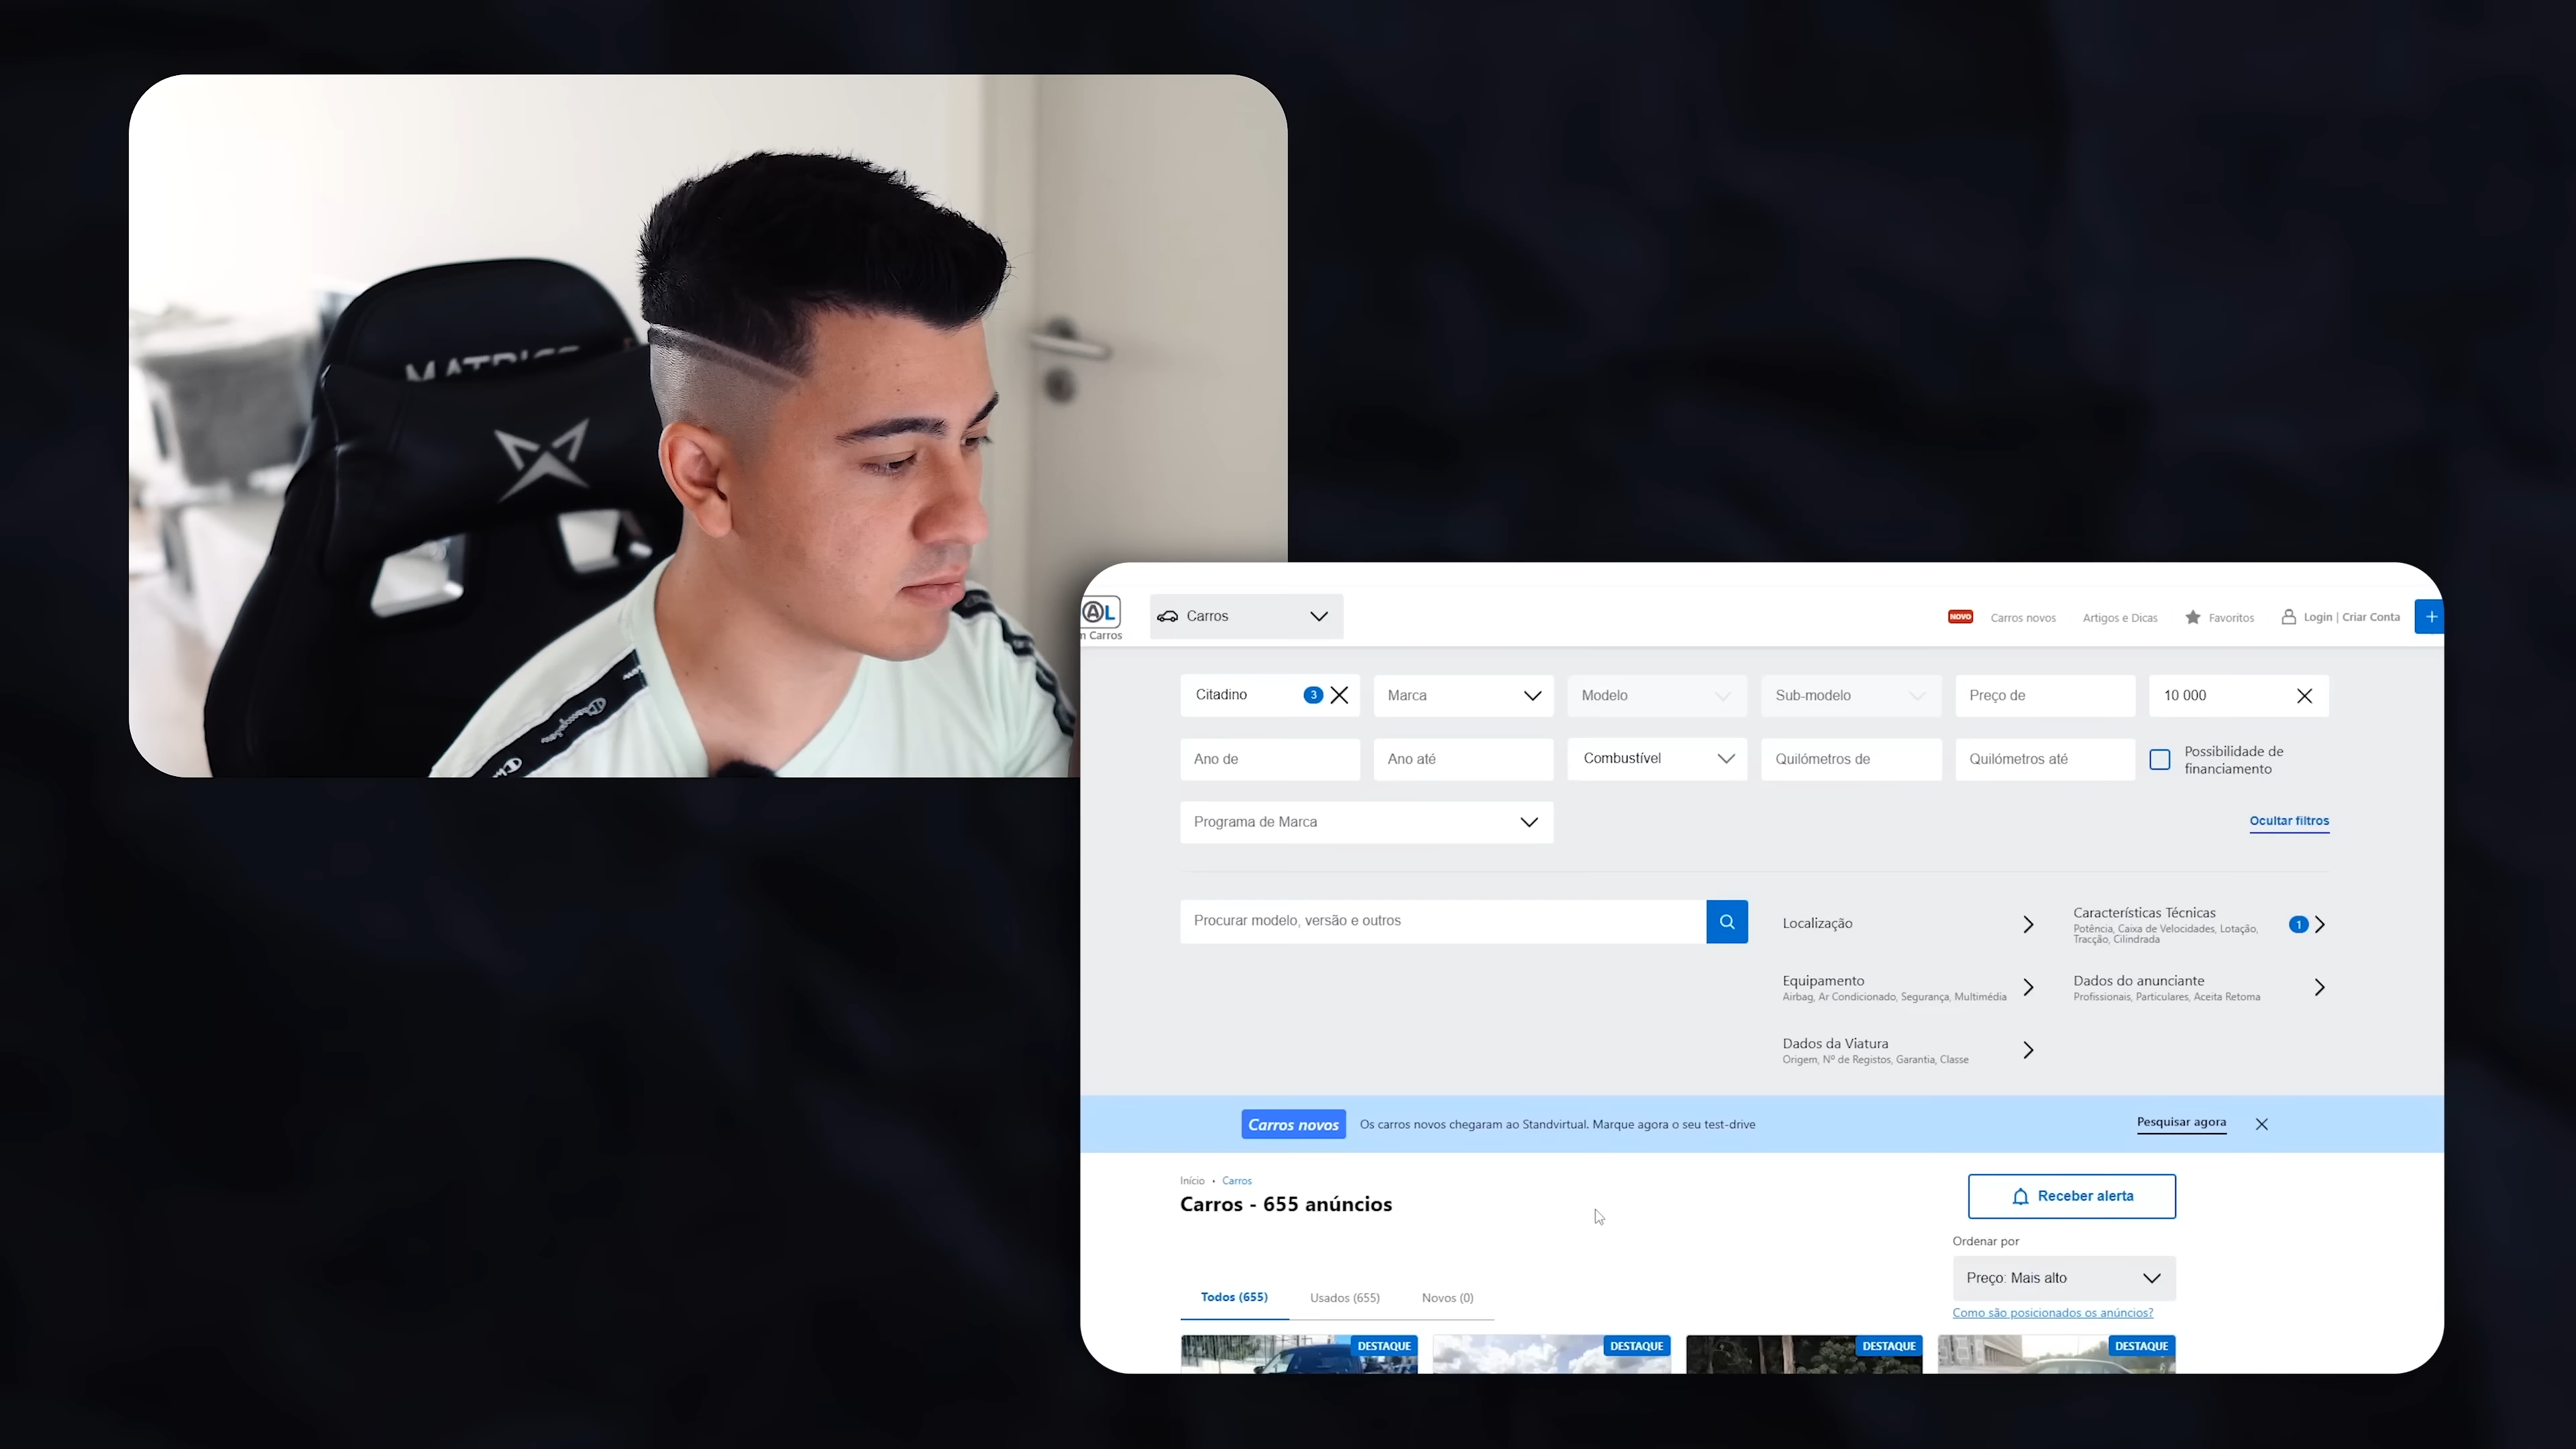 AL
n Carros
Carros
NOVO
Carros novos
Artigos e Dicas
Favoritos
Login | Criar Conta
+
Citadino 3
Marca
Modelo
Sub-modelo
Preço de
10 000
Ano de
Ano até
Combustível
Quilómetros de
Quilómetros até
Possibilidade de
financiamento
Programa de Marca
Ocultar filtros
Procurar modelo, versão e outros
Localização
Características Técnicas
Potência, Caixa de Velocidades, Lotação,
Tracção, Cilindrada
1
Equipamento
Airbag, Ar Condicionado, Segurança, Multimédia
Dados do anunciante
Profissionais, Particulares, Aceita Retoma
Dados da Viatura
Origem, Nº de Registos, Garantia, Classe
Carros novos
Os carros novos chegaram ao Standvirtual. Marque agora o seu test-drive
Pesquisar agora
Início • Carros
Carros - 655 anúncios
Receber alerta
Ordenar por
Preço: Mais alto
Como são posicionados os anúncios?
Todos (655)
Usados (655)
Novos (0)
DESTAQUE
DESTAQUE
DESTAQUE
DESTAQUE